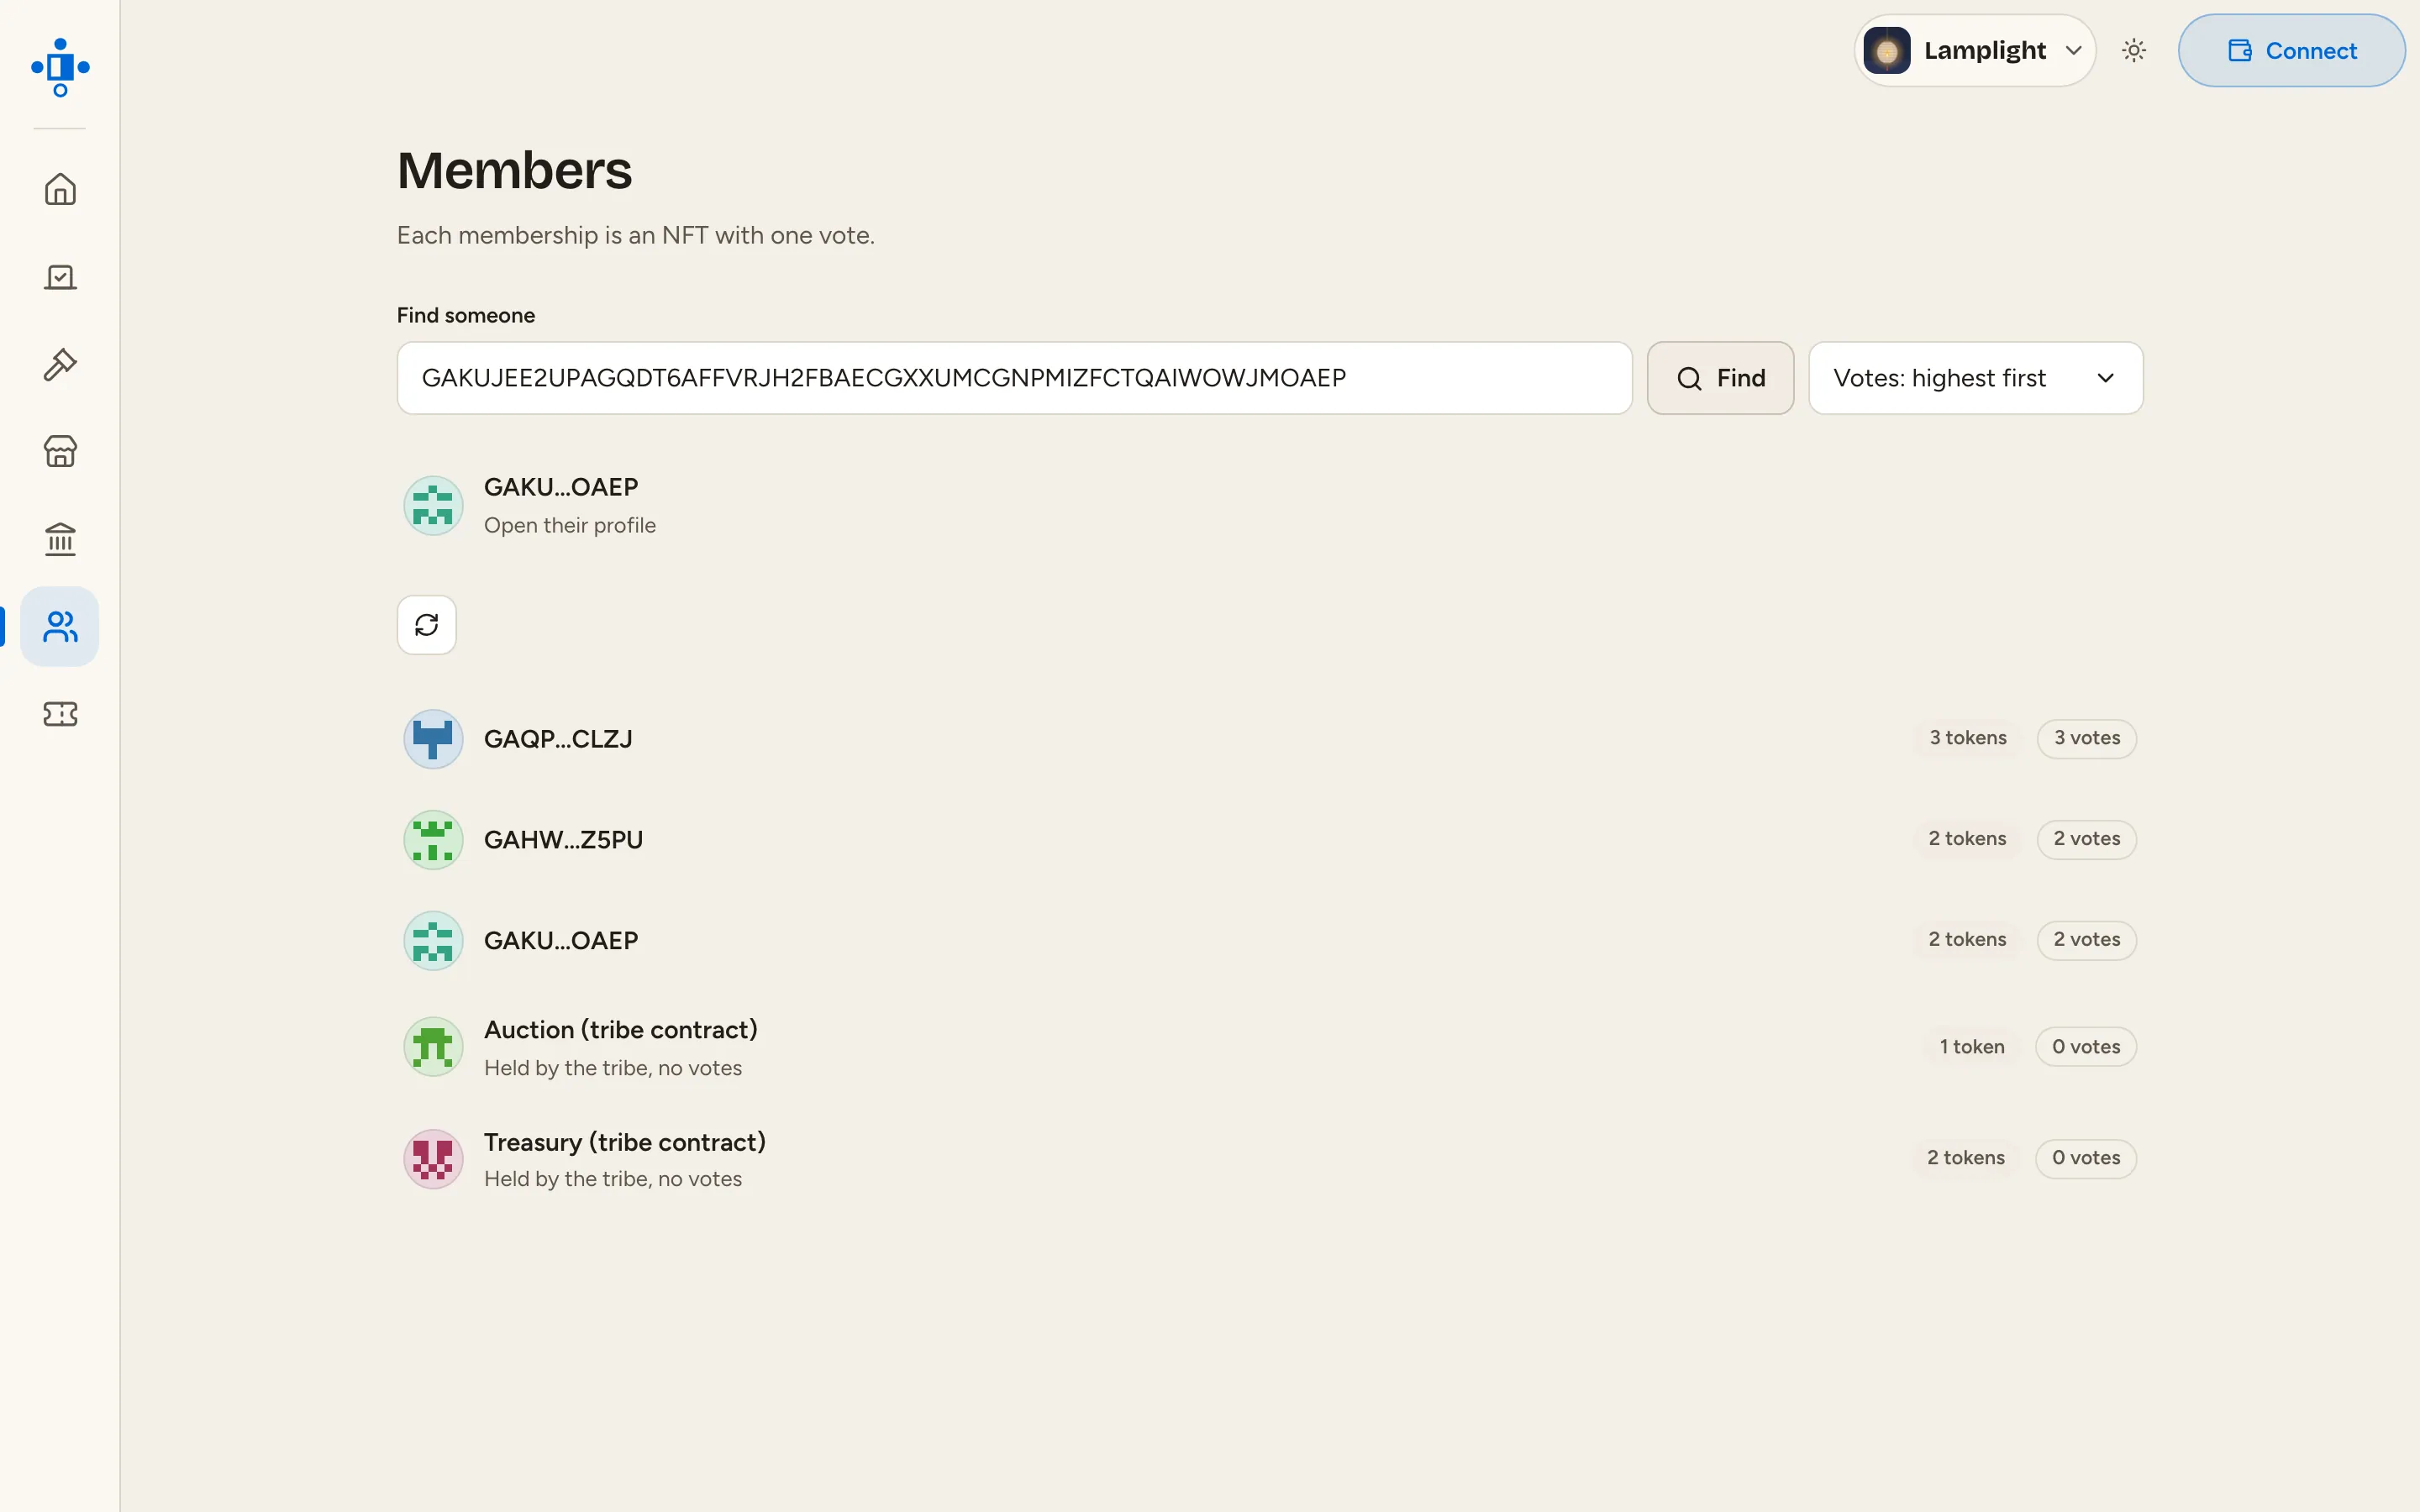 Lamplight
Connect
Members
Each membership is an NFT with one vote.
Find someone
GAKUJEE2UPAGQDT6AFFVRJH2FBAECGXXUMCGNPMIZFCTQAIWOWJMOAEP
Find
Votes: highest first
GAKU...OAEP
Open their profile
GAQP...CLZJ
3 tokens
3 votes
GAHW...Z5PU
2 tokens
2 votes
GAKU...OAEP
2 tokens
2 votes
Auction (tribe contract)
Held by the tribe, no votes
1 token
0 votes
Treasury (tribe contract)
Held by the tribe, no votes
2 tokens
0 votes